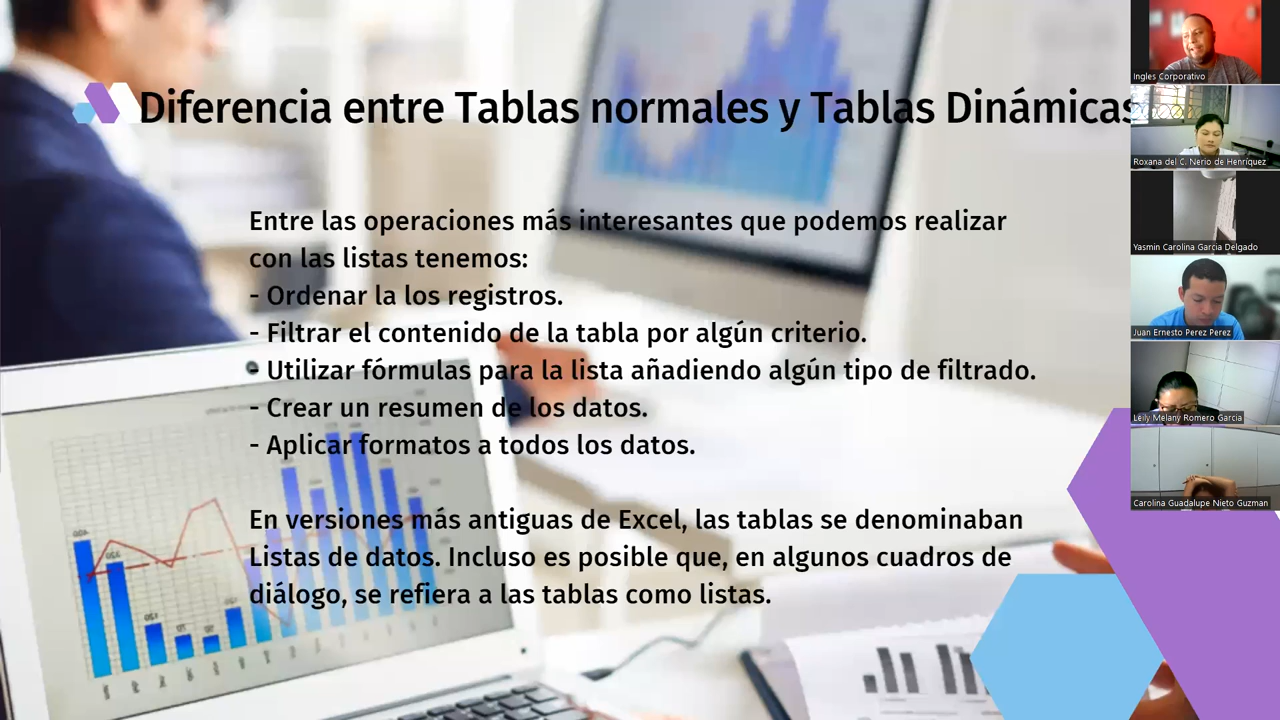 Diferencia entre Tablas normales y Tablas Dinámicas
Entre las operaciones más interesantes que podemos realizar
con las listas tenemos:
- Ordenar la los registros.
- Filtrar el contenido de la tabla por algún criterio.
- Utilizar fórmulas para la lista añadiendo algún tipo de filtrado.
- Crear un resumen de los datos.
- Aplicar formatos a todos los datos.
En versiones más antiguas de Excel, las tablas se denominaban
Listas de datos. Incluso es posible que, en algunos cuadros de
diálogo, se refiera a las tablas como listas.
Ingles Corporativo
Roxana del C. Nerio de Henríquez
Yasmin Carolina Garcia Delgado
Juan Ernesto Perez Perez
Leily Melany Romero Garcia
Carolina Guadalupe Nieto Guzman